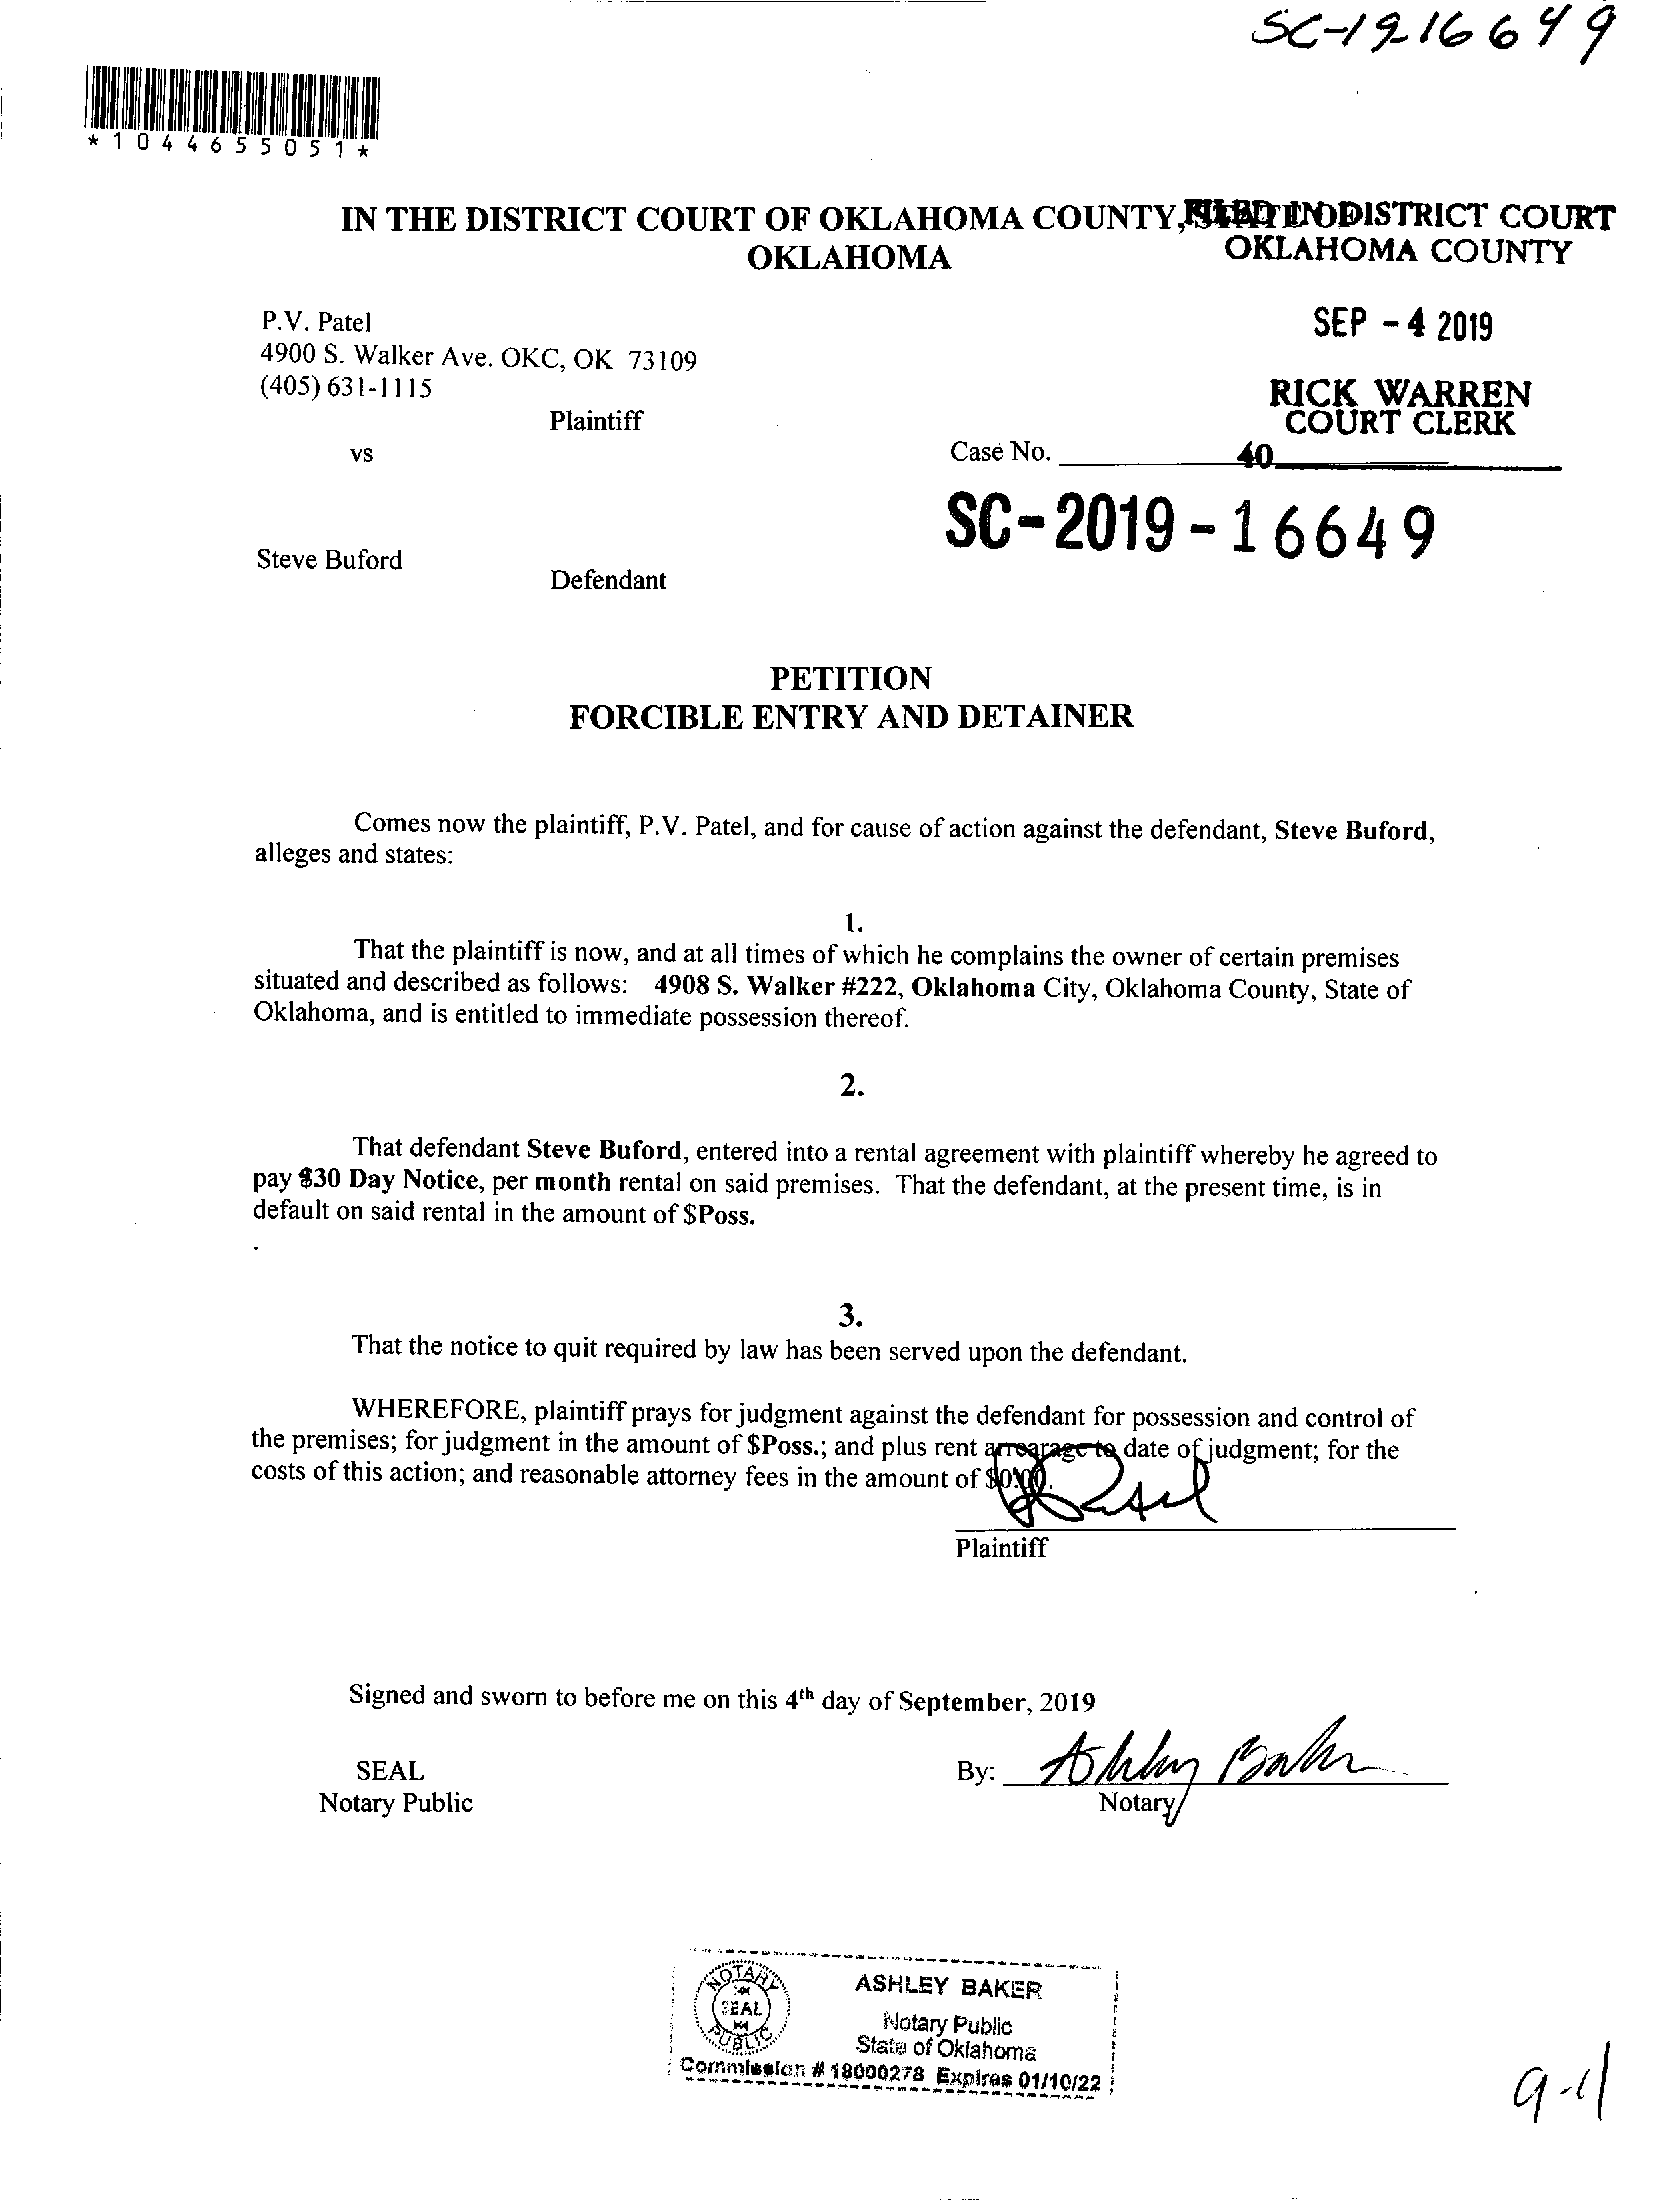 SC-19-16649
*1044655051*
IN THE DISTRICT COURT OF OKLAHOMA COUNTY,
OKLAHOMA
FILED IN DISTRICT COURT
OKLAHOMA COUNTY
SEP - 4 2019
RICK WARREN
COURT CLERK
40
P.V. Patel
4900 S. Walker Ave. OKC, OK 73109
(405) 631-1115
Plaintiff
vs
Case No.
SC-2019-16649
Steve Buford
Defendant
PETITION
FORCIBLE ENTRY AND DETAINER
Comes now the plaintiff, P.V. Patel, and for cause of action against the defendant, Steve Buford,
alleges and states:
1.
That the plaintiff is now, and at all times of which he complains the owner of certain premises
situated and described as follows: 4908 S. Walker #222, Oklahoma City, Oklahoma County, State of
Oklahoma, and is entitled to immediate possession thereof.
2.
That defendant Steve Buford, entered into a rental agreement with plaintiff whereby he agreed to
pay $30 Day Notice, per month rental on said premises. That the defendant, at the present time, is in
default on said rental in the amount of $Poss.
.
3.
That the notice to quit required by law has been served upon the defendant.
WHEREFORE, plaintiff prays for judgment against the defendant for possession and control of
the premises; for judgment in the amount of $Poss.; and plus rent arrearage to date of judgment; for the
costs of this action; and reasonable attorney fees in the amount of $0.00.
Plaintiff
Signed and sworn to before me on this 4th day of September, 2019
SEAL
Notary Public
By: Ashley Baker
Notary
NOTARY
SEAL
PUBLIC
ASHLEY BAKER
Notary Public
State of Oklahoma
Commission # 18000278 Expires 01/10/22
9-11